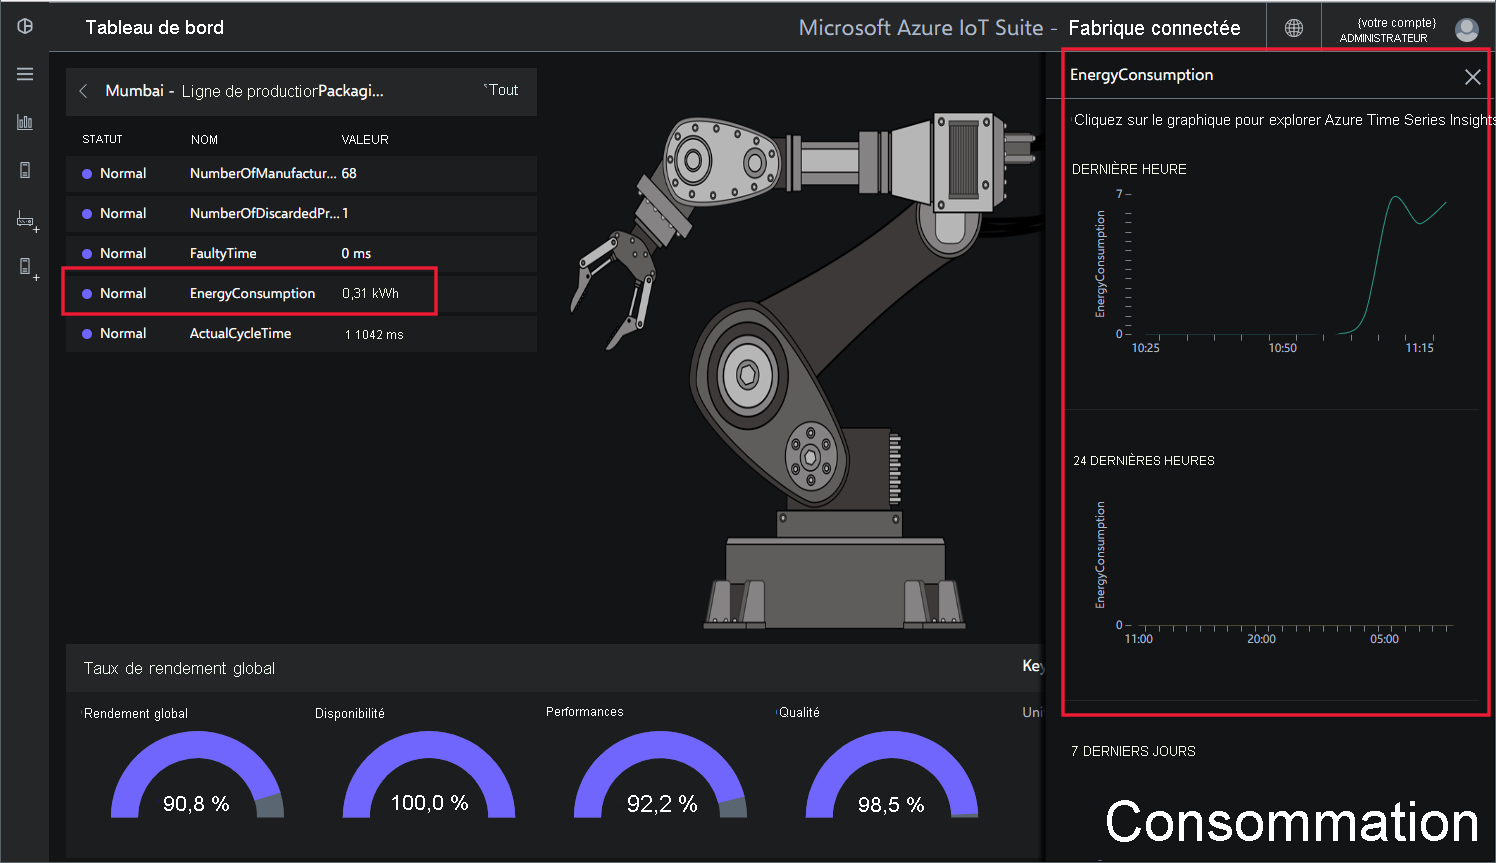 Tableau de bord
Microsoft Azure IoT Suite - Fabrique connectée
{votre compte}
ADMINISTRATEUR
Mumbai - Ligne de productiorPackagi...
Tout
STATUT NOM VALEUR
Normal NumberOfManufactur... 68
Normal NumberOfDiscardedPr... 1
Normal FaultyTime 0 ms
Normal EnergyConsumption 0,31 kWh
Normal ActualCycleTime 1 1042 ms
Taux de rendement global
Key
Rendement global
Disponibilité
Performances
Qualité
Uni
90,8 %
100,0 %
92,2 %
98,5 %
EnergyConsumption
Cliquez sur le graphique pour explorer Azure Time Series Insights
DERNIÈRE HEURE
7
EnergyConsumption
0
10:25 10:50 11:15
24 DERNIÈRES HEURES
EnergyConsumption
0
11:00 20:00 05:00
7 DERNIERS JOURS
Consommation